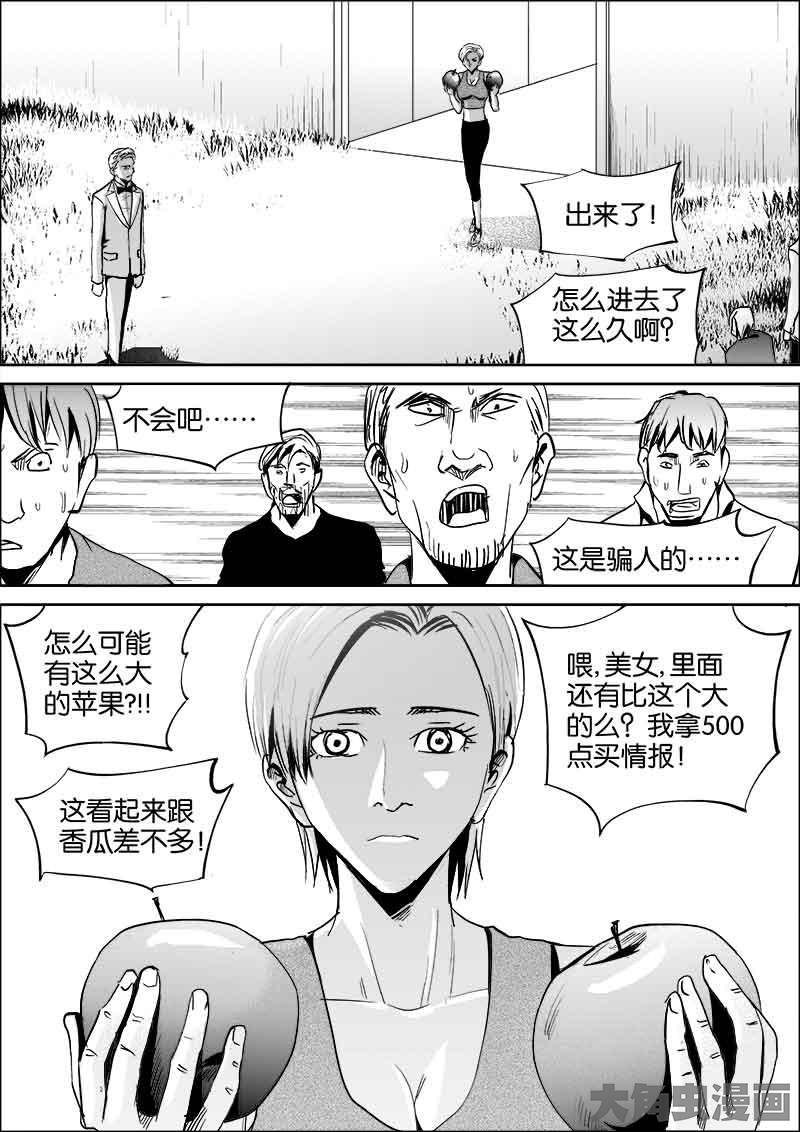 出来了!
怎么进去了
这么久啊?
不会吧……
这是骗人的……
怎么可能
有这么大
的苹果?!!
喂,美女,里面
还有比这个大
的么? 我拿500
点买情报!
这看起来跟
香瓜差不多!
大角虫漫画